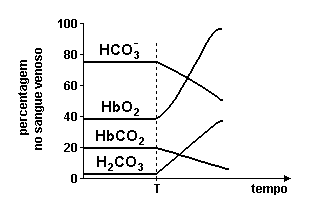 percentagem
no sangue venoso
100
80
60
40
20
0
HCO₃⁻
HbO₂
HbCO₂
H₂CO₃
T
tempo